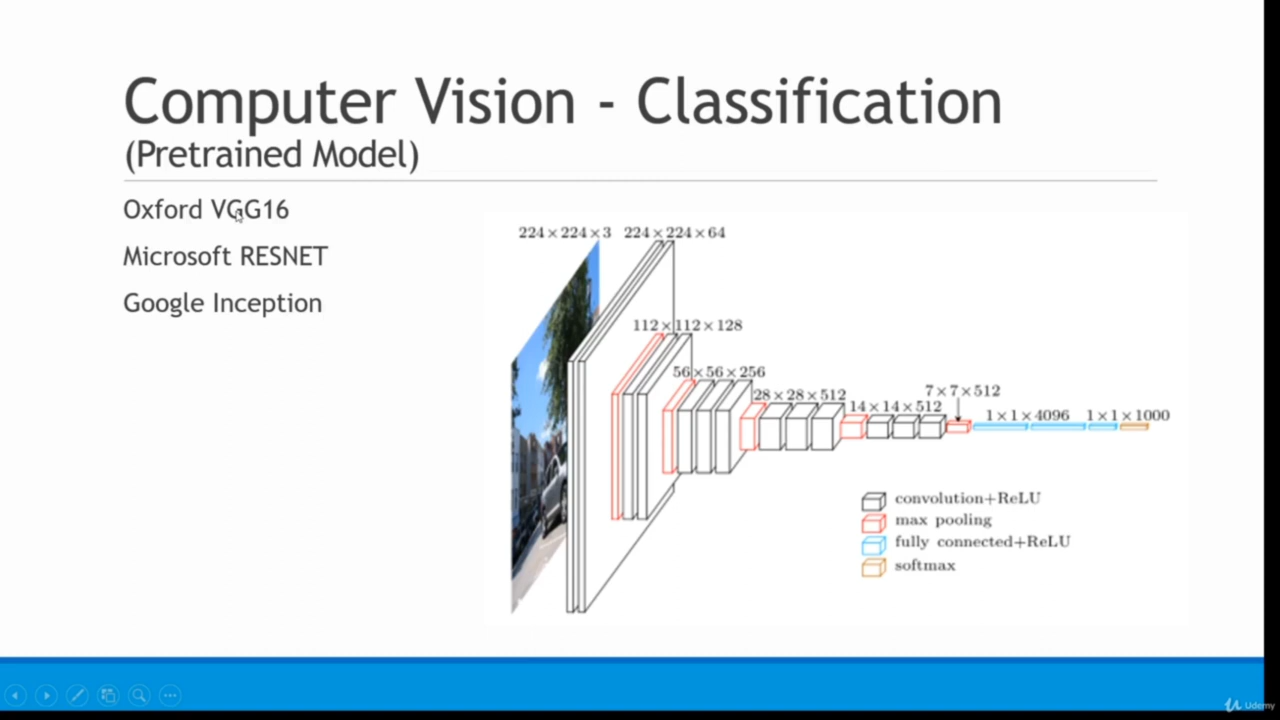 Computer Vision - Classification
(Pretrained Model)
Oxford VGG16
Microsoft RESNET
Google Inception
224×224×3 224×224×64
112×112×128
56×56×256
28×28×512
14×14×512
7×7×512
1×1×4096 1×1×1000
convolution+ReLU
max pooling
fully connected+ReLU
softmax
Udemy